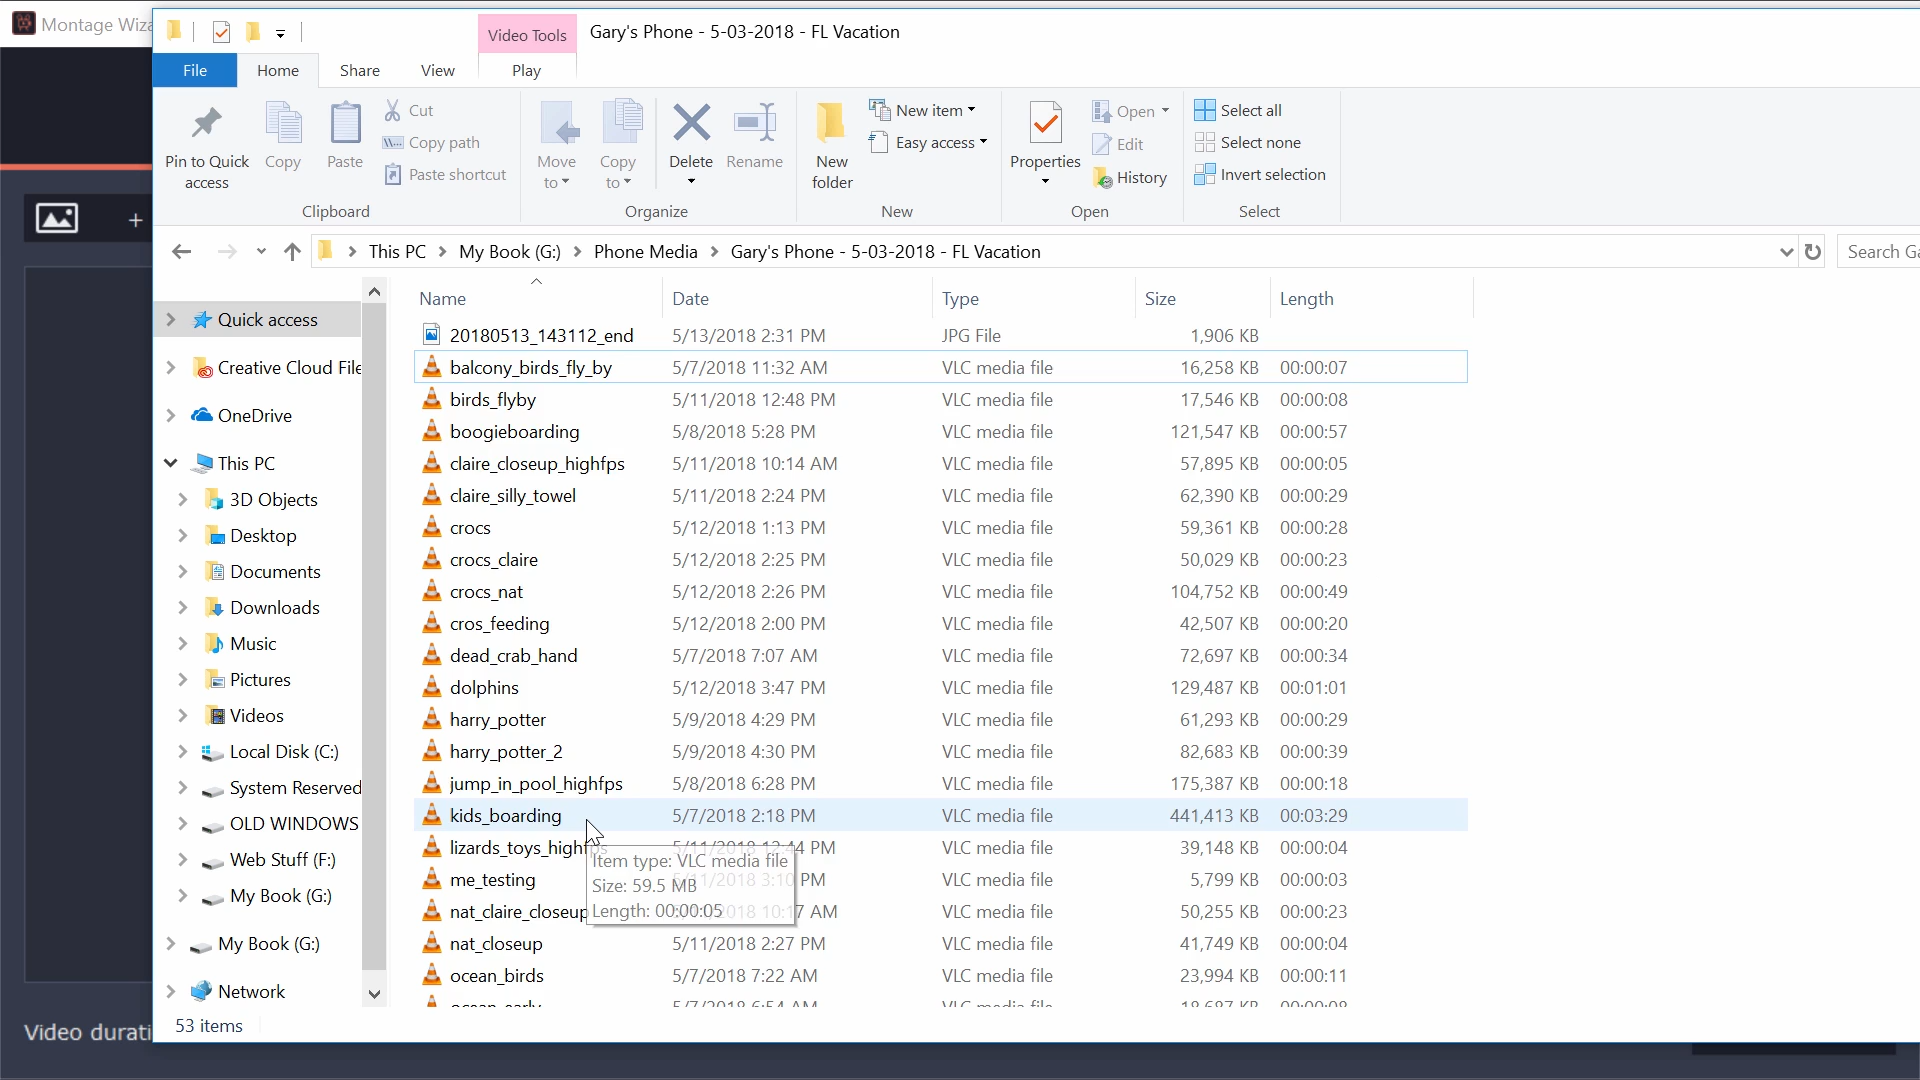 Montage Wiza
Video Tools Gary's Phone - 5-03-2018 - FL Vacation
File Home Share View Play
Pin to Quick access
Copy
Paste
Cut
Copy path
Paste shortcut
Clipboard
Move to
Copy to
Delete
Rename
Organize
New folder
New item
Easy access
New
Properties
Open
Edit
History
Open
Select all
Select none
Invert selection
Select
This PC > My Book (G:) > Phone Media > Gary's Phone - 5-03-2018 - FL Vacation
Search Ga
Quick access
Creative Cloud File
OneDrive
This PC
3D Objects
Desktop
Documents
Downloads
Music
Pictures
Videos
Local Disk (C:)
System Reserved
OLD WINDOWS
Web Stuff (F:)
My Book (G:)
My Book (G:)
Network
Name Date Type Size Length
20180513_143112_end 5/13/2018 2:31 PM JPG File 1,906 KB
balcony_birds_fly_by 5/7/2018 11:32 AM VLC media file 16,258 KB 00:00:07
birds_flyby 5/11/2018 12:48 PM VLC media file 17,546 KB 00:00:08
boogieboarding 5/8/2018 5:28 PM VLC media file 121,547 KB 00:00:57
claire_closeup_highfps 5/11/2018 10:14 AM VLC media file 57,895 KB 00:00:05
claire_silly_towel 5/11/2018 2:24 PM VLC media file 62,390 KB 00:00:29
crocs 5/12/2018 1:13 PM VLC media file 59,361 KB 00:00:28
crocs_claire 5/12/2018 2:25 PM VLC media file 50,029 KB 00:00:23
crocs_nat 5/12/2018 2:26 PM VLC media file 104,752 KB 00:00:49
cros_feeding 5/12/2018 2:00 PM VLC media file 42,507 KB 00:00:20
dead_crab_hand 5/7/2018 7:07 AM VLC media file 72,697 KB 00:00:34
dolphins 5/12/2018 3:47 PM VLC media file 129,487 KB 00:01:01
harry_potter 5/9/2018 4:29 PM VLC media file 61,293 KB 00:00:29
harry_potter_2 5/9/2018 4:30 PM VLC media file 82,683 KB 00:00:39
jump_in_pool_highfps 5/8/2018 6:28 PM VLC media file 175,387 KB 00:00:18
kids_boarding 5/7/2018 2:18 PM VLC media file 441,413 KB 00:03:29
lizards_toys_highfps 5/11/2018 12:44 PM VLC media file 39,148 KB 00:00:04
Item type: VLC media file
Size: 59.5 MB
Length: 00:00:05
me_testing 5/11/2018 3:10 PM VLC media file 5,799 KB 00:00:03
nat_claire_closeup 2018 10:17 AM VLC media file 50,255 KB 00:00:23
nat_closeup 5/11/2018 2:27 PM VLC media file 41,749 KB 00:00:04
ocean_birds 5/7/2018 7:22 AM VLC media file 23,994 KB 00:00:11
53 items
Video durati